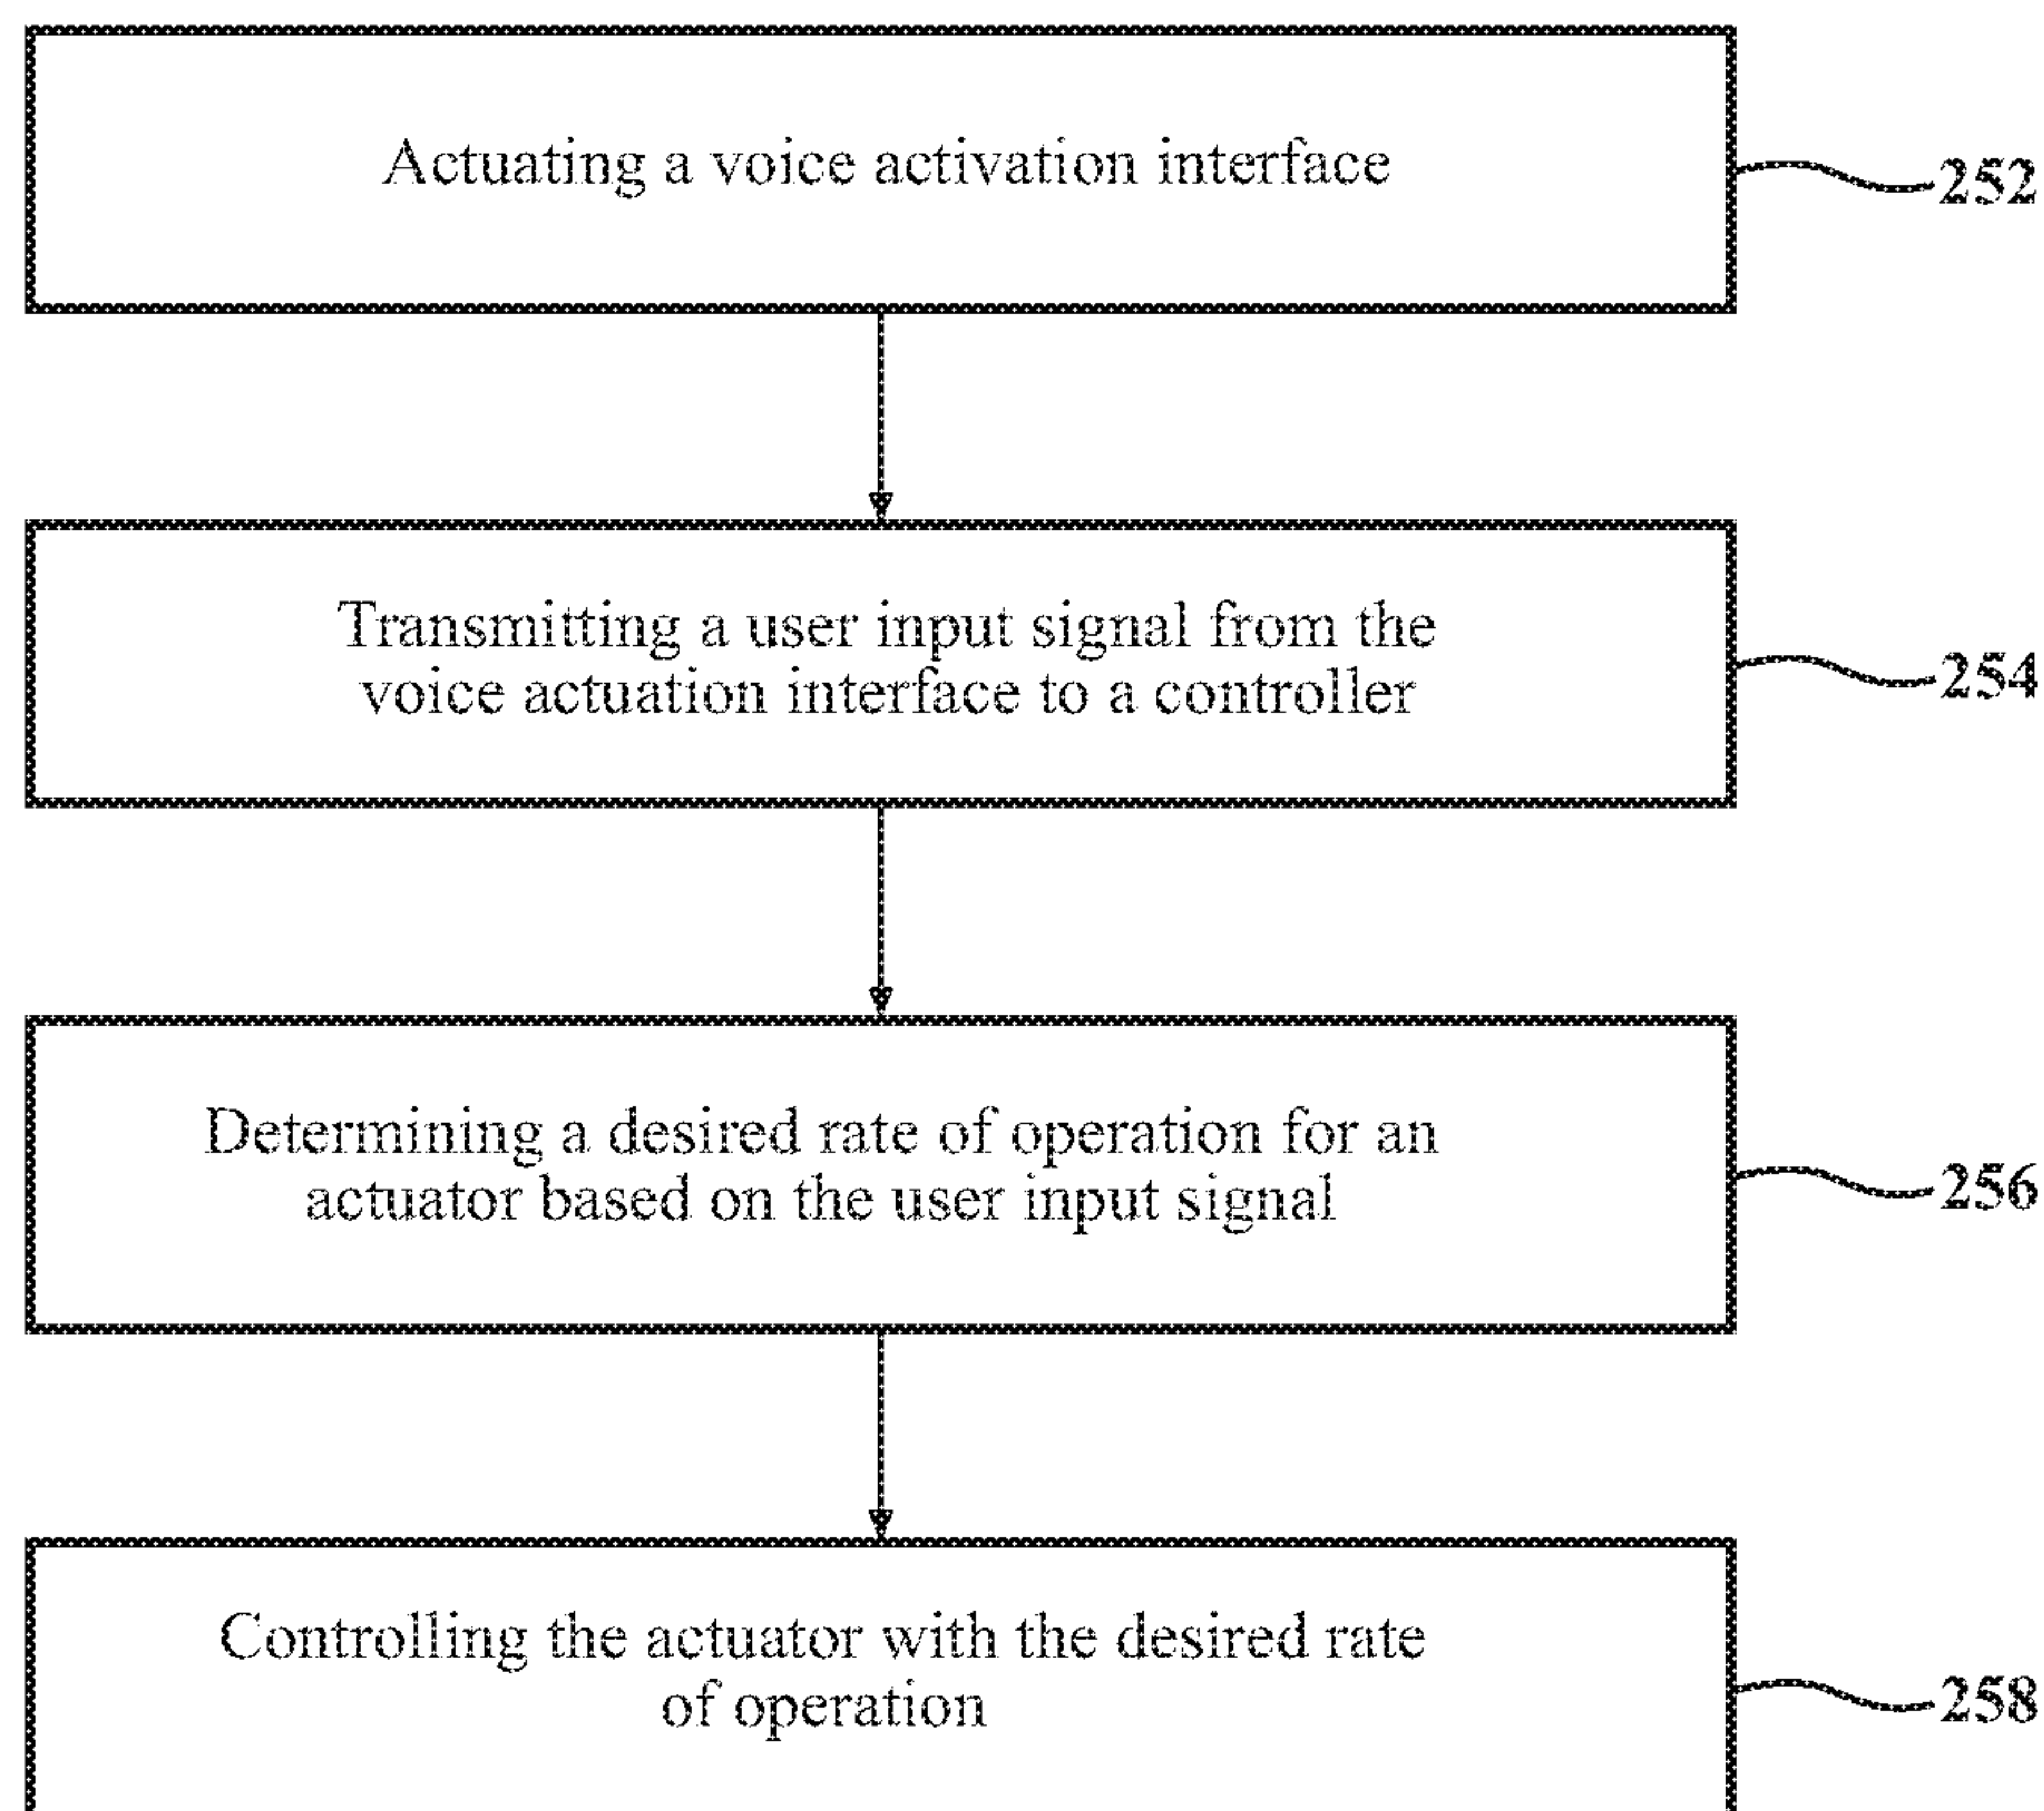 Actuating a voice activation interface
252
Transmitting a user input signal from the
voice actuation interface to a controller
254
Determining a desired rate of operation for an
actuator based on the user input signal
256
Controlling the actuator with the desired rate
of operation
258